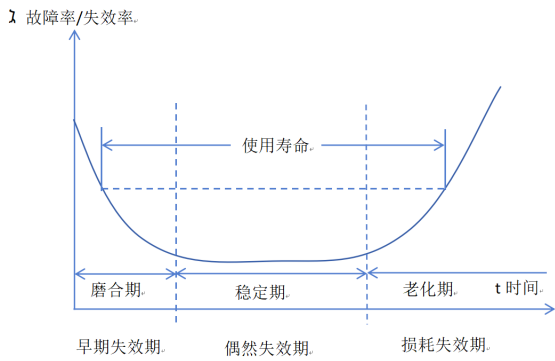 λ 故障率/失效率
使用寿命
磨合期
稳定期
老化期
t 时间
早期失效期
偶然失效期
损耗失效期